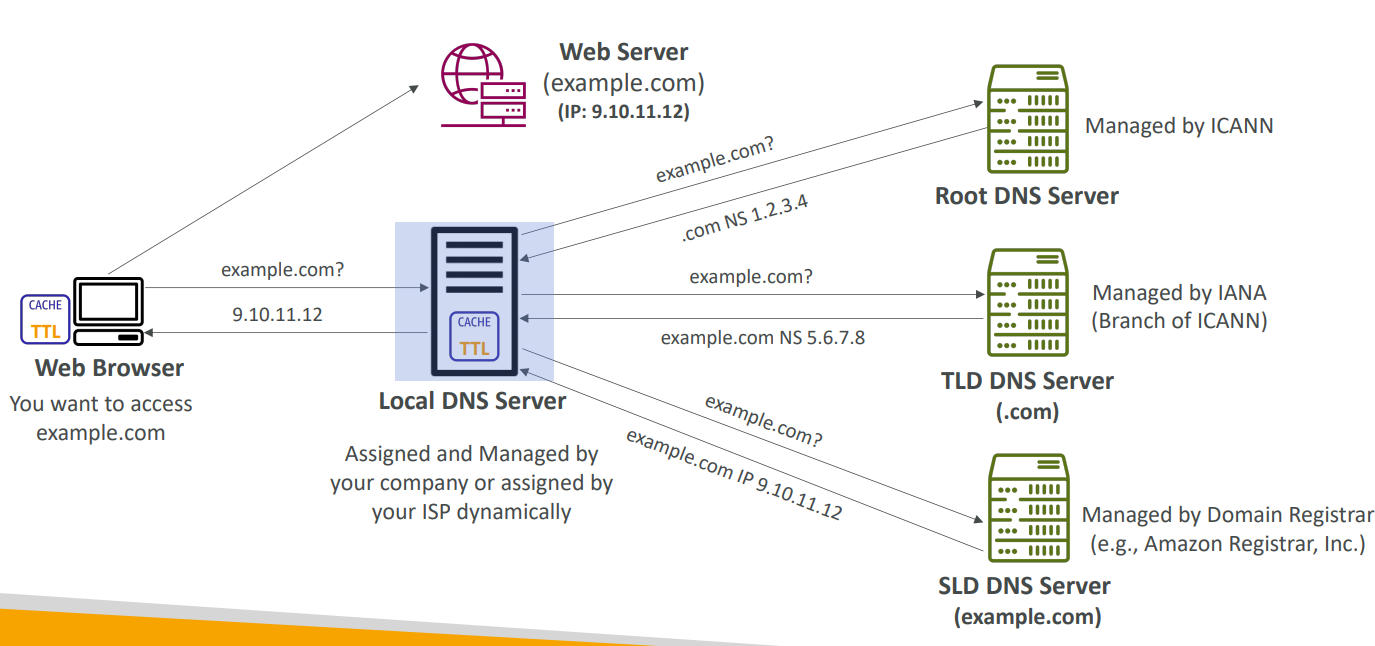 Web Server
(example.com)
(IP: 9.10.11.12)
example.com?
.com NS 1.2.3.4
Managed by ICANN
Root DNS Server
example.com?
9.10.11.12
CACHE
TTL
Web Browser
You want to access
example.com
CACHE
TTL
Local DNS Server
Assigned and Managed by
your company or assigned by
your ISP dynamically
example.com?
example.com NS 5.6.7.8
Managed by IANA
(Branch of ICANN)
TLD DNS Server
(.com)
example.com?
example.com IP 9.10.11.12
Managed by Domain Registrar
(e.g., Amazon Registrar, Inc.)
SLD DNS Server
(example.com)